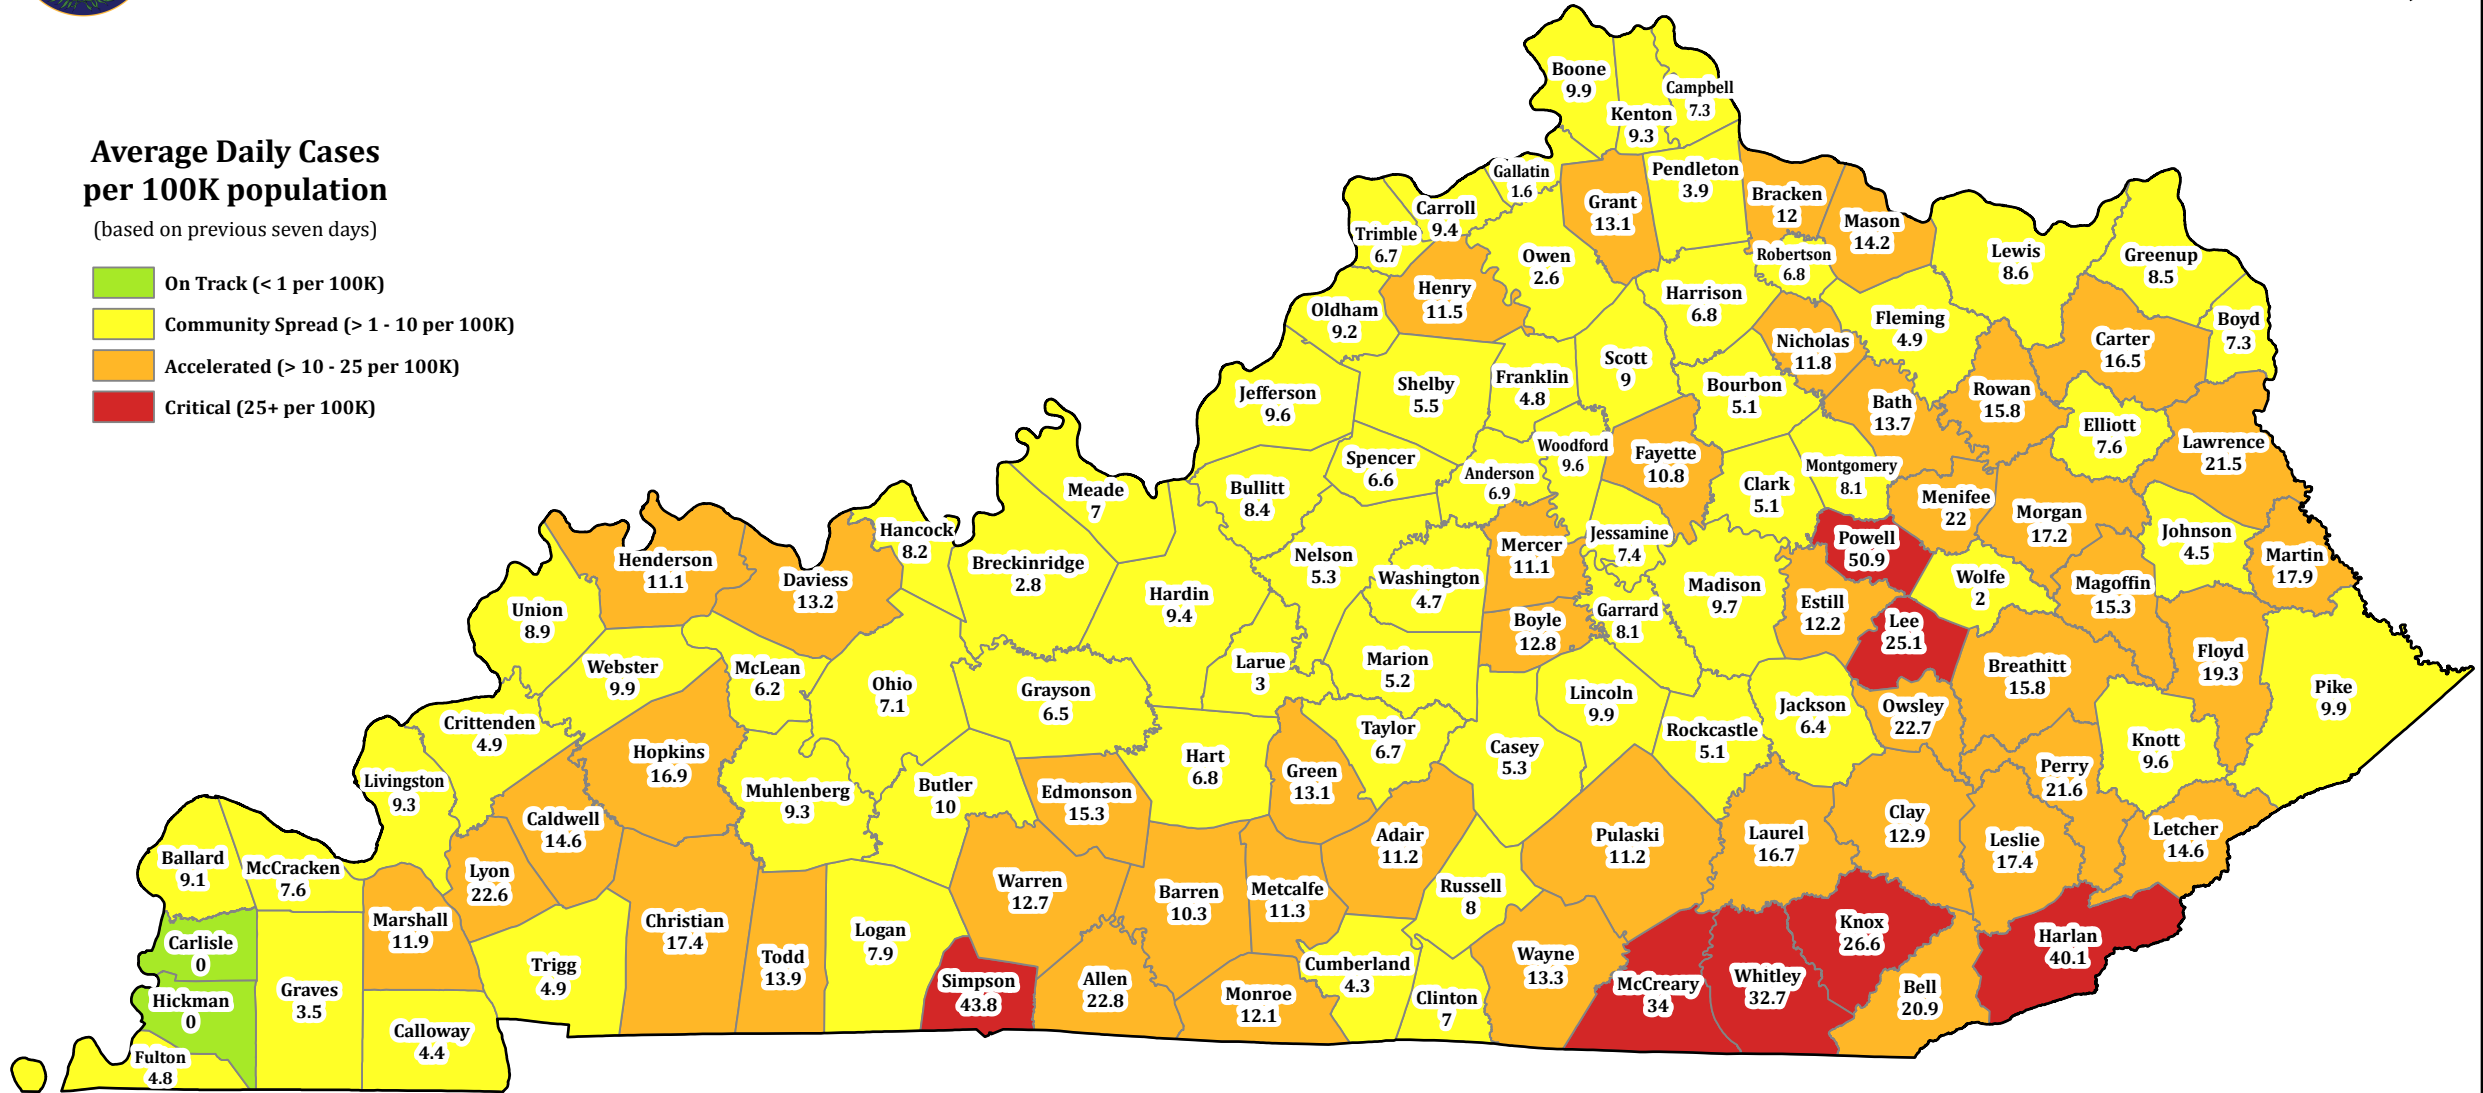 Average Daily Cases
per 100K population
(based on previous seven days)
On Track (< 1 per 100K)
Community Spread (> 1 - 10 per 100K)
Accelerated (> 10 - 25 per 100K)
Critical (25+ per 100K)
Boone
9.9
Kenton
9.3
Campbell
7.3
Gallatin
1.6
Grant
13.1
Pendleton
3.9
Bracken
12
Mason
14.2
Carroll
9.4
Trimble
6.7
Owen
2.6
Robertson
6.8
Lewis
8.6
Greenup
8.5
Henry
11.5
Oldham
9.2
Harrison
6.8
Nicholas
11.8
Fleming
4.9
Carter
16.5
Boyd
7.3
Jefferson
9.6
Shelby
5.5
Franklin
4.8
Scott
9
Bourbon
5.1
Bath
13.7
Rowan
15.8
Elliott
7.6
Lawrence
21.5
Spencer
6.6
Anderson
6.9
Woodford
9.6
Fayette
10.8
Clark
5.1
Montgomery
8.1
Menifee
22
Morgan
17.2
Johnson
4.5
Martin
17.9
Meade
7
Bullitt
8.4
Hancock
8.2
Breckinridge
2.8
Henderson
11.1
Daviess
13.2
Union
8.9
Hardin
9.4
Nelson
5.3
Washington
4.7
Mercer
11.1
Jessamine
7.4
Madison
9.7
Powell
50.9
Wolfe
2
Magoffin
15.3
Estill
12.2
Lee
25.1
Boyle
12.8
Garrard
8.1
Breathitt
15.8
Floyd
19.3
Pike
9.9
Webster
9.9
McLean
6.2
Ohio
7.1
Grayson
6.5
Larue
3
Marion
5.2
Lincoln
9.9
Rockcastle
5.1
Jackson
6.4
Owsley
22.7
Knott
9.6
Perry
21.6
Crittenden
4.9
Livingston
9.3
Hopkins
16.9
Muhlenberg
9.3
Butler
10
Edmonson
15.3
Hart
6.8
Green
13.1
Taylor
6.7
Casey
5.3
Caldwell
14.6
Adair
11.2
Pulaski
11.2
Laurel
16.7
Clay
12.9
Leslie
17.4
Letcher
14.6
Ballard
9.1
McCracken
7.6
Lyon
22.6
Marshall
11.9
Christian
17.4
Todd
13.9
Logan
7.9
Warren
12.7
Barren
10.3
Metcalfe
11.3
Russell
8
Wayne
13.3
Knox
26.6
Harlan
40.1
Carlisle
0
Hickman
0
Graves
3.5
Trigg
4.9
Simpson
43.8
Allen
22.8
Monroe
12.1
Cumberland
4.3
Clinton
7
McCreary
34
Whitley
32.7
Bell
20.9
Calloway
4.4
Fulton
4.8